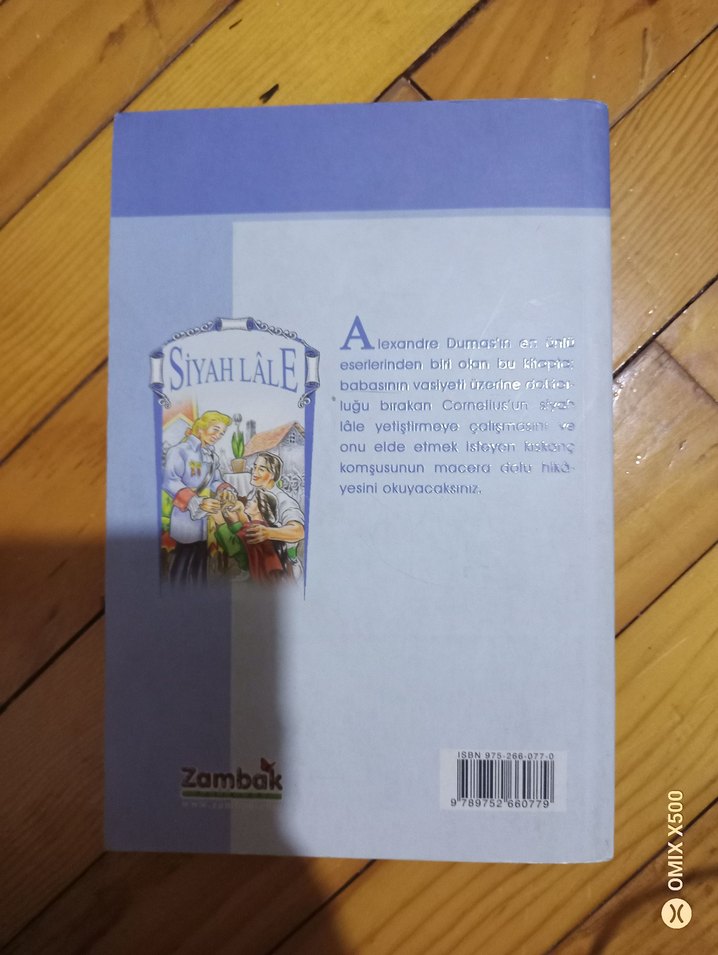 SİYAH LÂLE
Alexandre Dumas'ın en ünlü
eserlerinden biri olan bu kitapta;
babasının vasiyeti üzerine doktor-
luğu bırakan Cornelius'un siyah
lâle yetiştirmeye çalışmasını ve
onu elde etmek isteyen kıskanç
komşusunun macera dolu hikâ-
yesini okuyacaksınız.
Zambak
ISBN 975-266-077-0
9 789752 660779
OMIX X500